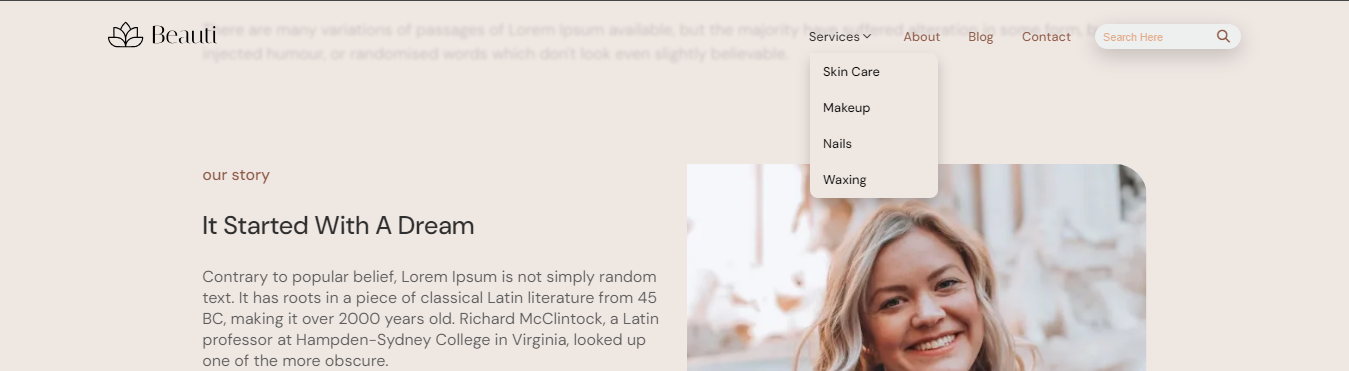 There are many variations of passages of Lorem Ipsum available, but the majority have suffered alteration in some form, by
injected humour, or randomised words which don't look even slightly believable.
Beauti
Services
About
Blog
Contact
Search Here
Skin Care
Makeup
Nails
Waxing
our story
It Started With A Dream
Contrary to popular belief, Lorem Ipsum is not simply random
text. It has roots in a piece of classical Latin literature from 45
BC, making it over 2000 years old. Richard McClintock, a Latin
professor at Hampden-Sydney College in Virginia, looked up
one of the more obscure.